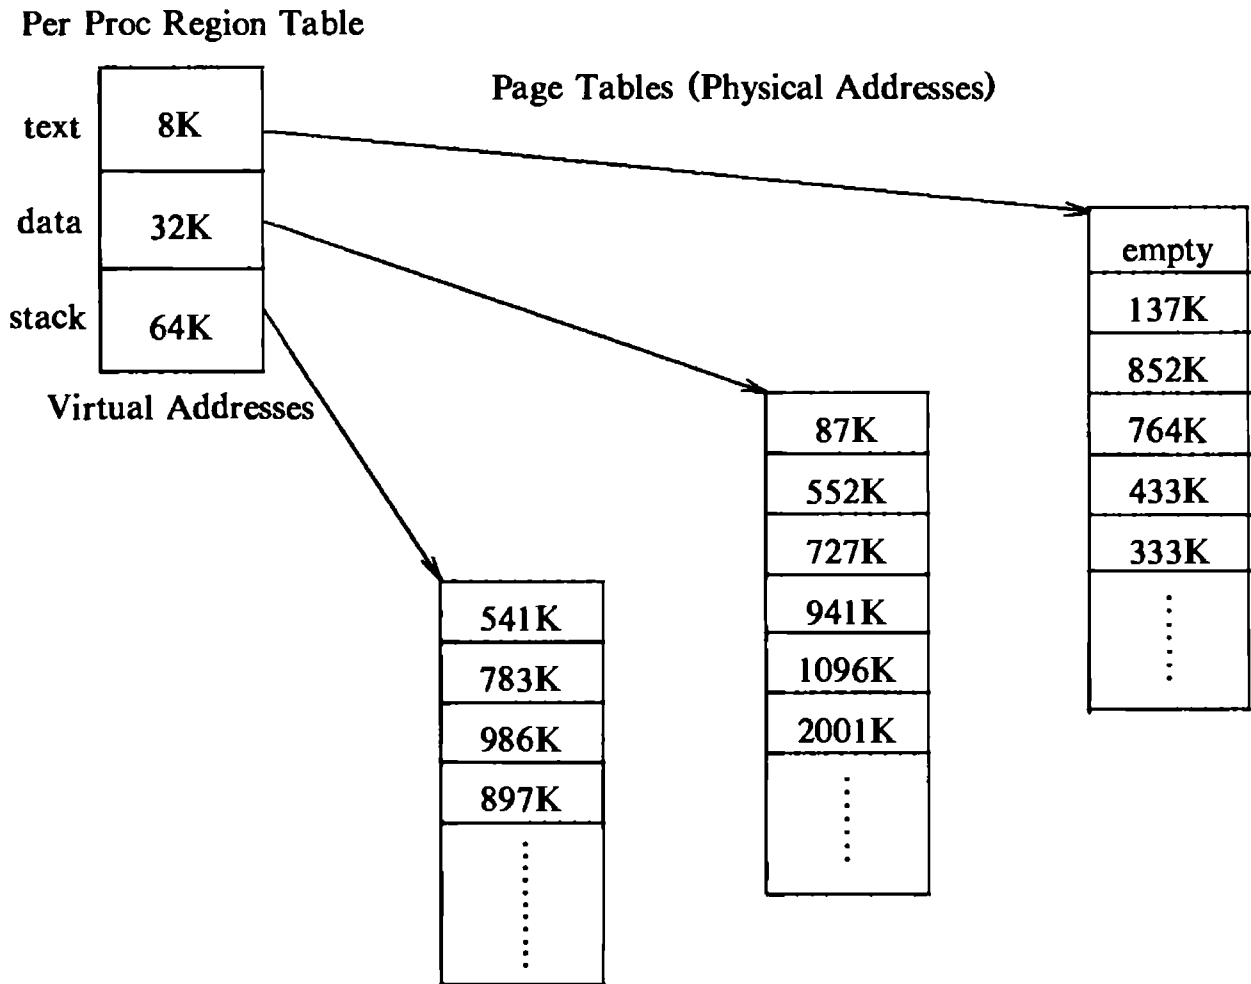 Per Proc Region Table
Page Tables (Physical Addresses)
text
8K
data
32K
stack
64K
Virtual Addresses
empty
137K
852K
764K
433K
333K
87K
552K
727K
941K
1096K
2001K
541K
783K
986K
897K